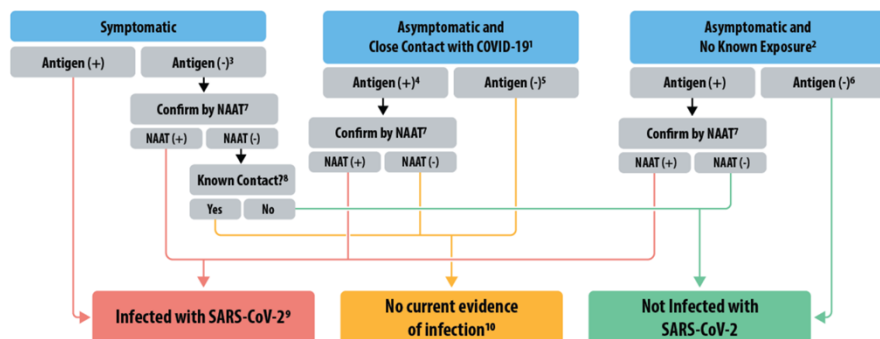 Symptomatic
Asymptomatic and
Close Contact with COVID-19¹
Asymptomatic and
No Known Exposure²
Antigen (+)
Antigen (-)³
Antigen (+)⁴
Antigen (-)⁵
Antigen (+)
Antigen (-)⁶
Confirm by NAAT⁷
Confirm by NAAT⁷
Confirm by NAAT⁷
NAAT (+)
NAAT (-)
NAAT (+)
NAAT (-)
NAAT (+)
NAAT (-)
Known Contact?⁸
Yes
No
Infected with SARS-CoV-2⁹
No current evidence
of infection¹⁰
Not Infected with
SARS-CoV-2